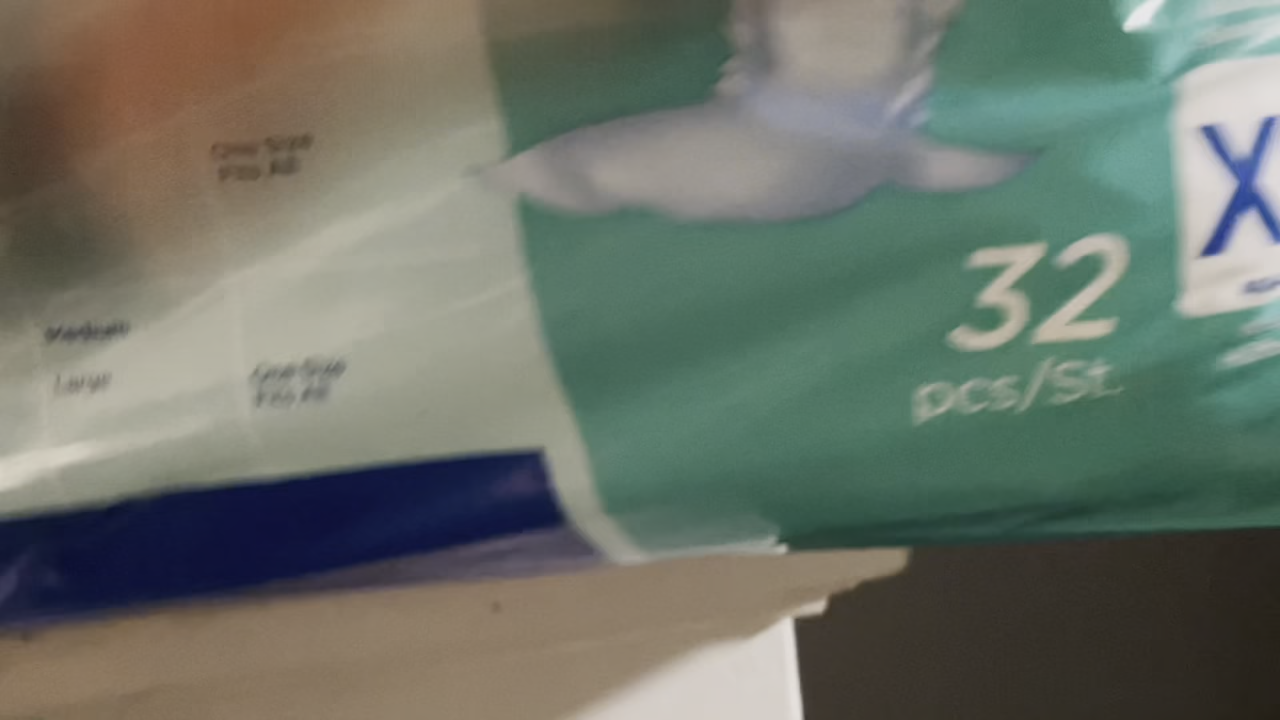 One Size
Fits All
Medium
Large
One Size
Fits All
32
pcs/St.
X